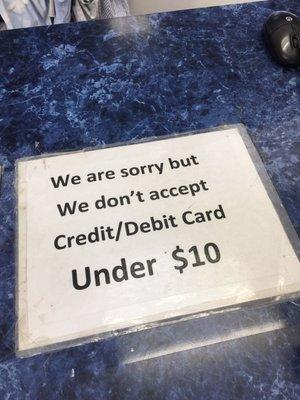 We are sorry but
We don't accept
Credit/Debit Card
Under $10